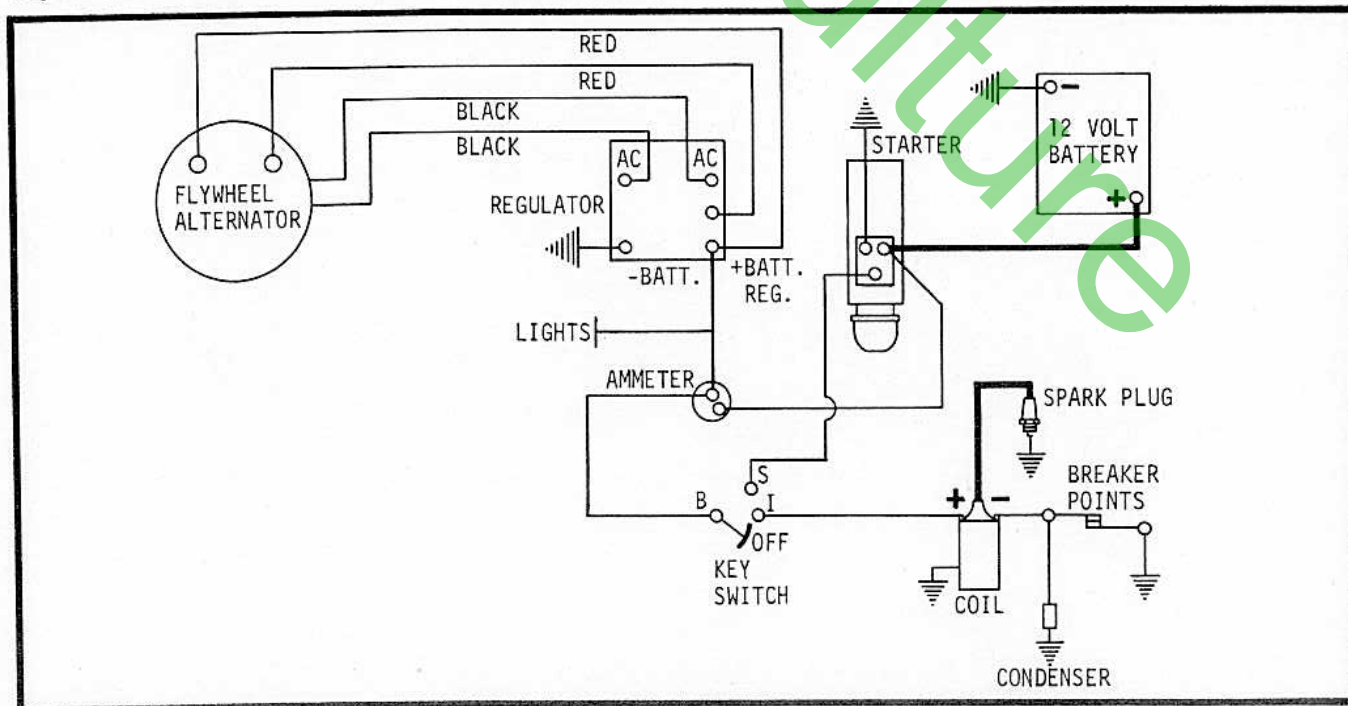 RED
RED
BLACK
BLACK
FLYWHEEL
ALTERNATOR
AC AC
REGULATOR
-BATT.
+BATT.
REG.
STARTER
12 VOLT
BATTERY
-
+
LIGHTS
AMMETER
SPARK PLUG
S
B
I
OFF
KEY
SWITCH
+ -
BREAKER
POINTS
COIL
CONDENSER
ulture